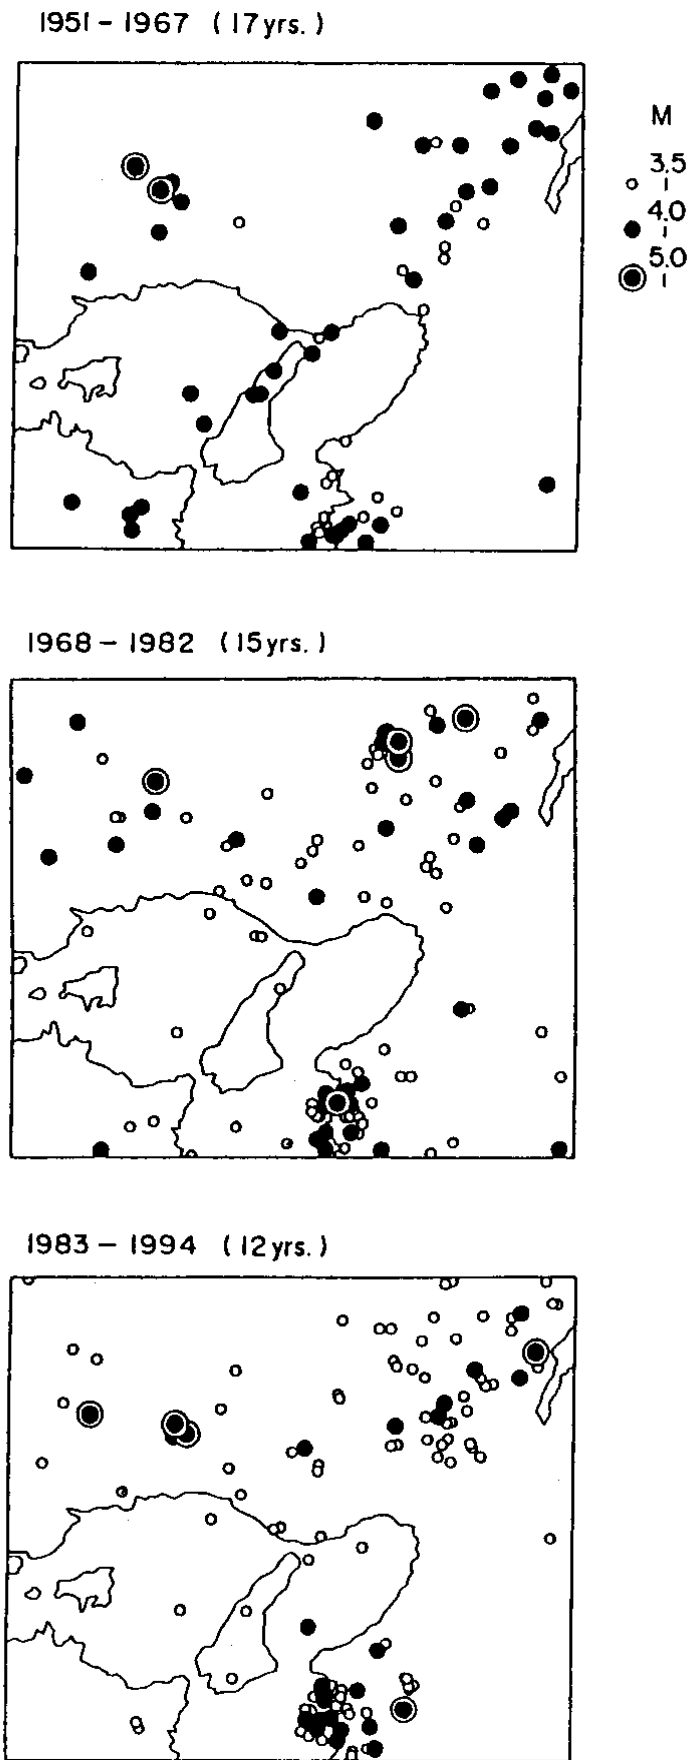 1951 – 1967 (17yrs.)
M
3.5
4.0
5.0
1968 – 1982 (15yrs.)
1983 – 1994 (12yrs.)